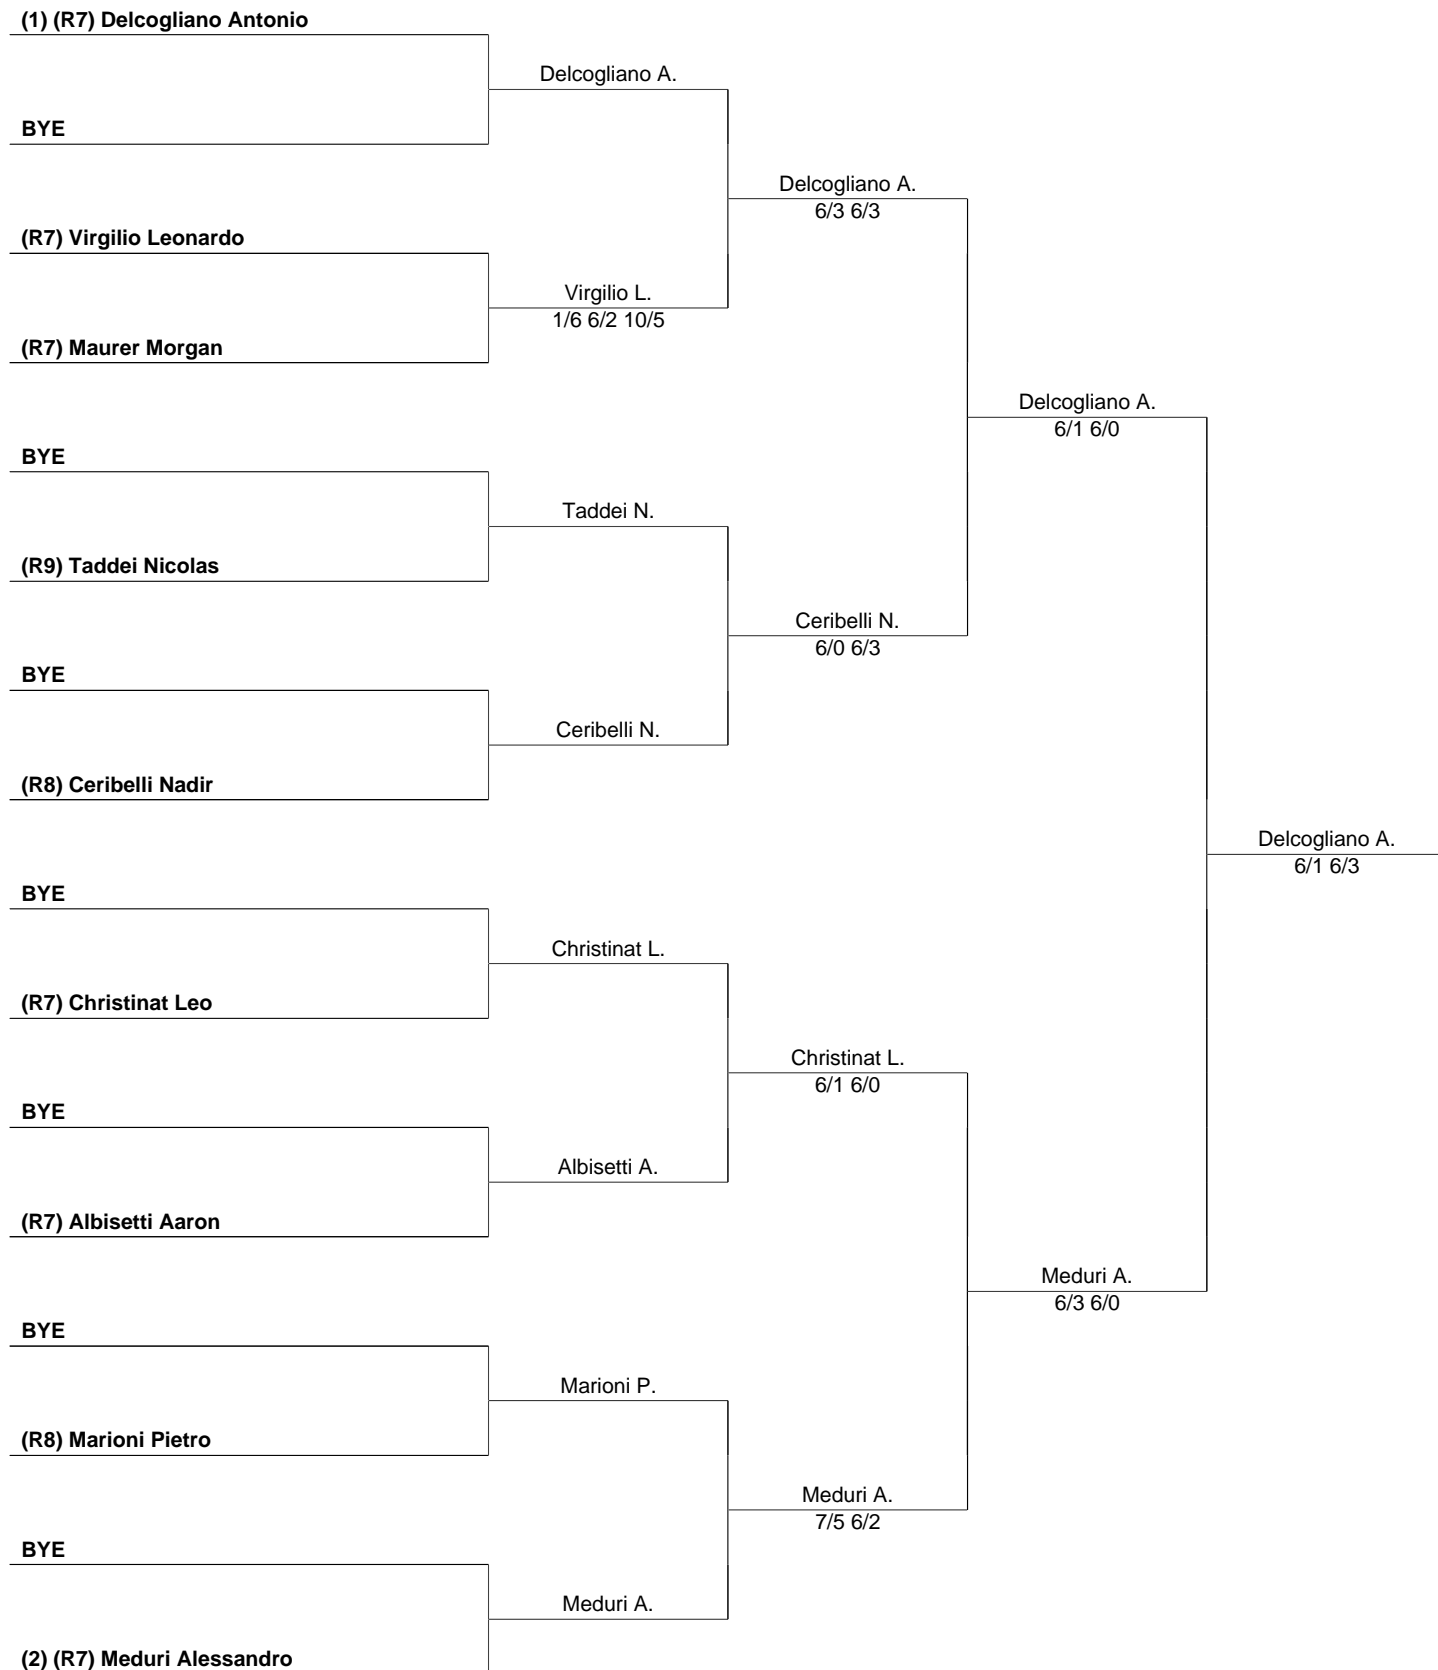 (1) (R7) Delcogliano Antonio
Delcogliano A.
BYE
Delcogliano A.
6/3 6/3
(R7) Virgilio Leonardo
Virgilio L.
1/6 6/2 10/5
(R7) Maurer Morgan
Delcogliano A.
6/1 6/0
BYE
Taddei N.
(R9) Taddei Nicolas
Ceribelli N.
6/0 6/3
BYE
Ceribelli N.
(R8) Ceribelli Nadir
Delcogliano A.
6/1 6/3
BYE
Christinat L.
(R7) Christinat Leo
Christinat L.
6/1 6/0
BYE
Albisetti A.
(R7) Albisetti Aaron
Meduri A.
6/3 6/0
BYE
Marioni P.
(R8) Marioni Pietro
Meduri A.
7/5 6/2
BYE
Meduri A.
(2) (R7) Meduri Alessandro